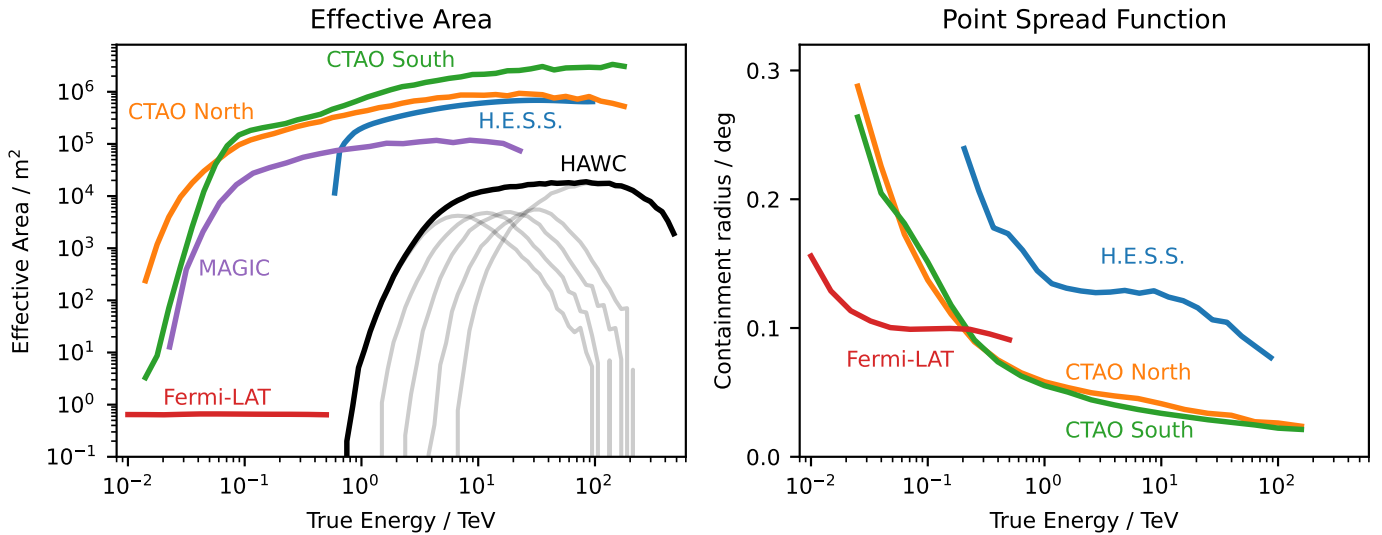 Effective Area
Effective Area / m²
10⁶
10⁵
10⁴
10³
10²
10¹
10⁰
10⁻¹
CTAO South
CTAO North
H.E.S.S.
HAWC
MAGIC
Fermi-LAT
10⁻² 10⁻¹ 10⁰ 10¹ 10²
True Energy / TeV
Point Spread Function
Containment radius / deg
0.3
0.2
0.1
0.0
H.E.S.S.
Fermi-LAT
CTAO North
CTAO South
10⁻² 10⁻¹ 10⁰ 10¹ 10²
True Energy / TeV